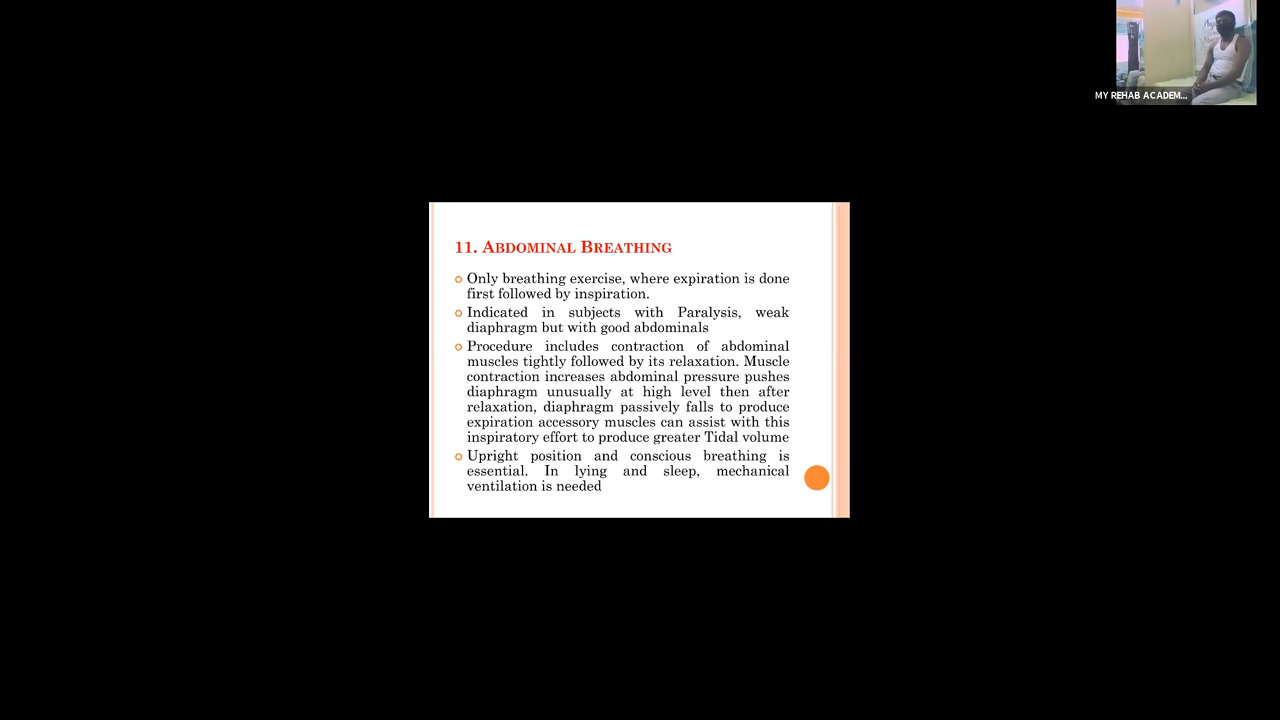 MY REHAB ACADEM...
11. ABDOMINAL BREATHING
Only breathing exercise, where expiration is done
first followed by inspiration.
Indicated in subjects with Paralysis, weak
diaphragm but with good abdominals
Procedure includes contraction of abdominal
muscles tightly followed by its relaxation. Muscle
contraction increases abdominal pressure pushes
diaphragm unusually at high level then after
relaxation, diaphragm passively falls to produce
expiration accessory muscles can assist with this
inspiratory effort to produce greater Tidal volume
Upright position and conscious breathing is
essential. In lying and sleep, mechanical
ventilation is needed